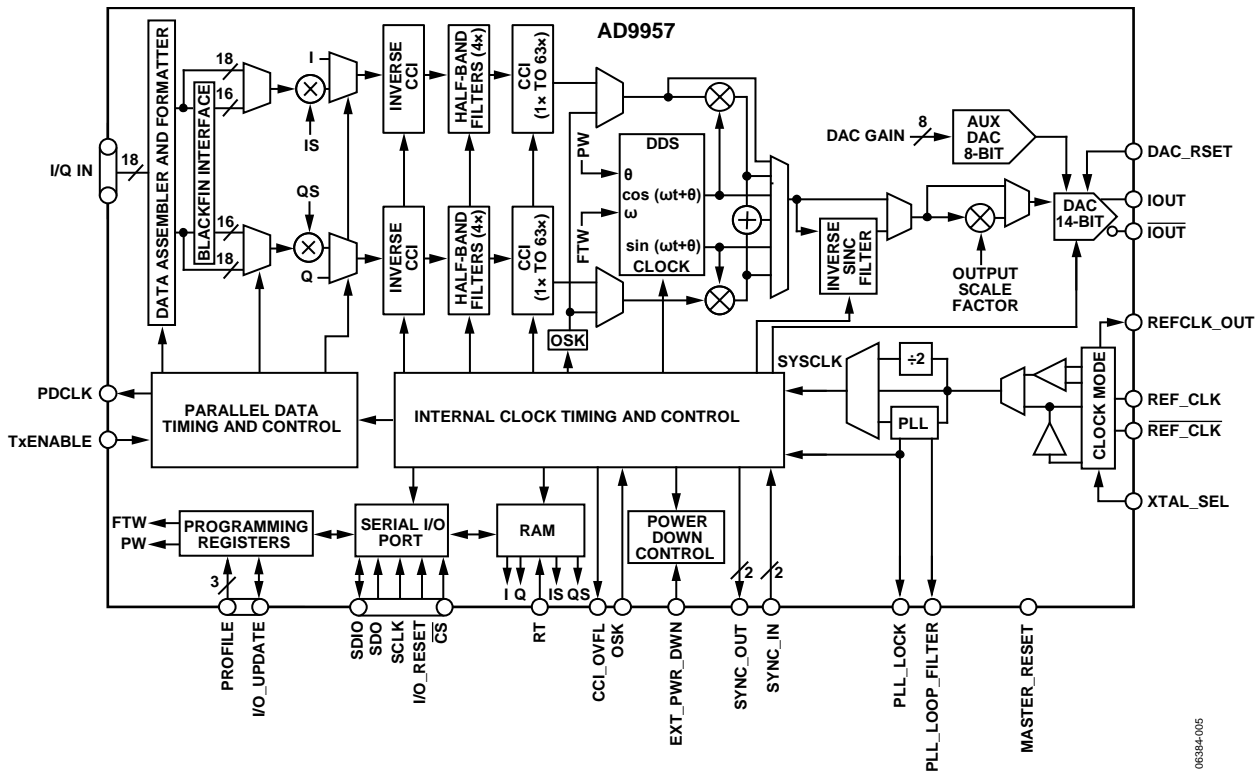 AD9957
DATA ASSEMBLER AND FORMATTER
BLACKFIN INTERFACE
18
16
I
IS
INVERSE
CCI
HALF-BAND
FILTERS (4×)
CCI
(1× TO 63×)
I/Q IN
18
PW
DDS
θ
cos (ωt+θ)
ω
FTW
sin (ωt+θ)
CLOCK
DAC GAIN
8
AUX
DAC
8-BIT
DAC_RSET
IOUT
IOUT
DAC
14-BIT
INVERSE
SINC
FILTER
OUTPUT
SCALE
FACTOR
QS
16
18
Q
INVERSE
CCI
HALF-BAND
FILTERS (4×)
CCI
(1× TO 63×)
OSK
REFCLK_OUT
SYSCLK
÷2
PLL
CLOCK MODE
REF_CLK
REF_CLK
XTAL_SEL
PDCLK
TxENABLE
PARALLEL DATA
TIMING AND CONTROL
INTERNAL CLOCK TIMING AND CONTROL
FTW
PW
PROGRAMMING
REGISTERS
SERIAL I/O
PORT
RAM
POWER
DOWN
CONTROL
3
I
Q
IS
QS
2
2
PROFILE
I/O_UPDATE
SDIO
SDO
SCLK
I/O_RESET
CS
RT
CCI_OVFL
OSK
EXT_PWR_DWN
SYNC_OUT
SYNC_IN
PLL_LOCK
PLL_LOOP_FILTER
MASTER_RESET
06384-005